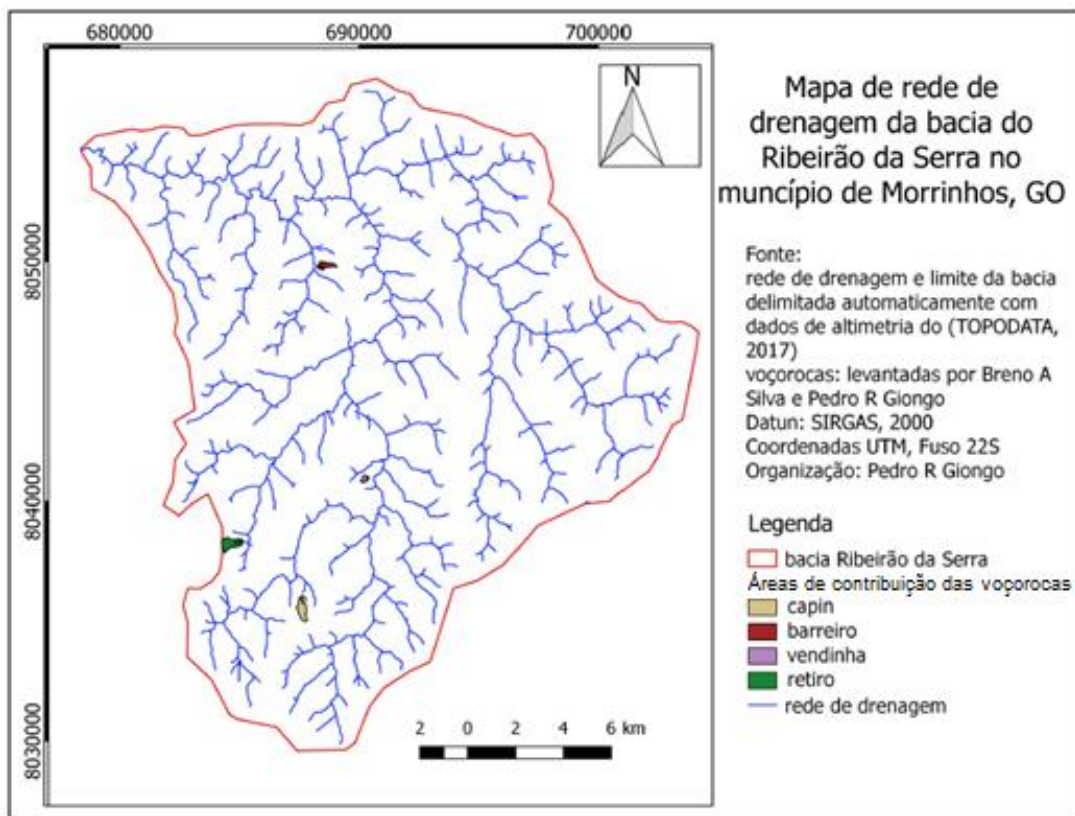 680000
690000
700000
8050000
8040000
8030000
N
2 0 2 4 6 km
Mapa de rede de
drenagem da bacia do
Ribeirão da Serra no
muncípio de Morrinhos, GO
Fonte:
rede de drenagem e limite da bacia
delimitada automaticamente com
dados de altimetria do (TOPODATA,
2017)
voçorocas: levantadas por Breno A
Silva e Pedro R Giongo
Datun: SIRGAS, 2000
Coordenadas UTM, Fuso 22S
Organização: Pedro R Giongo
Legenda
bacia Ribeirão da Serra
Áreas de contribuição das voçorocas
capin
barreiro
vendinha
retiro
rede de drenagem